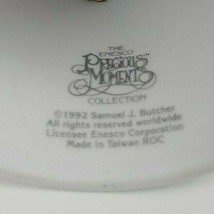 THE
ENESCO
PRECIOUS
MOMENTS
COLLECTION
©1992 Samuel J. Butcher
All rights reserved worldwide
Licensee Enesco Corporation
Made in Taiwan ROC